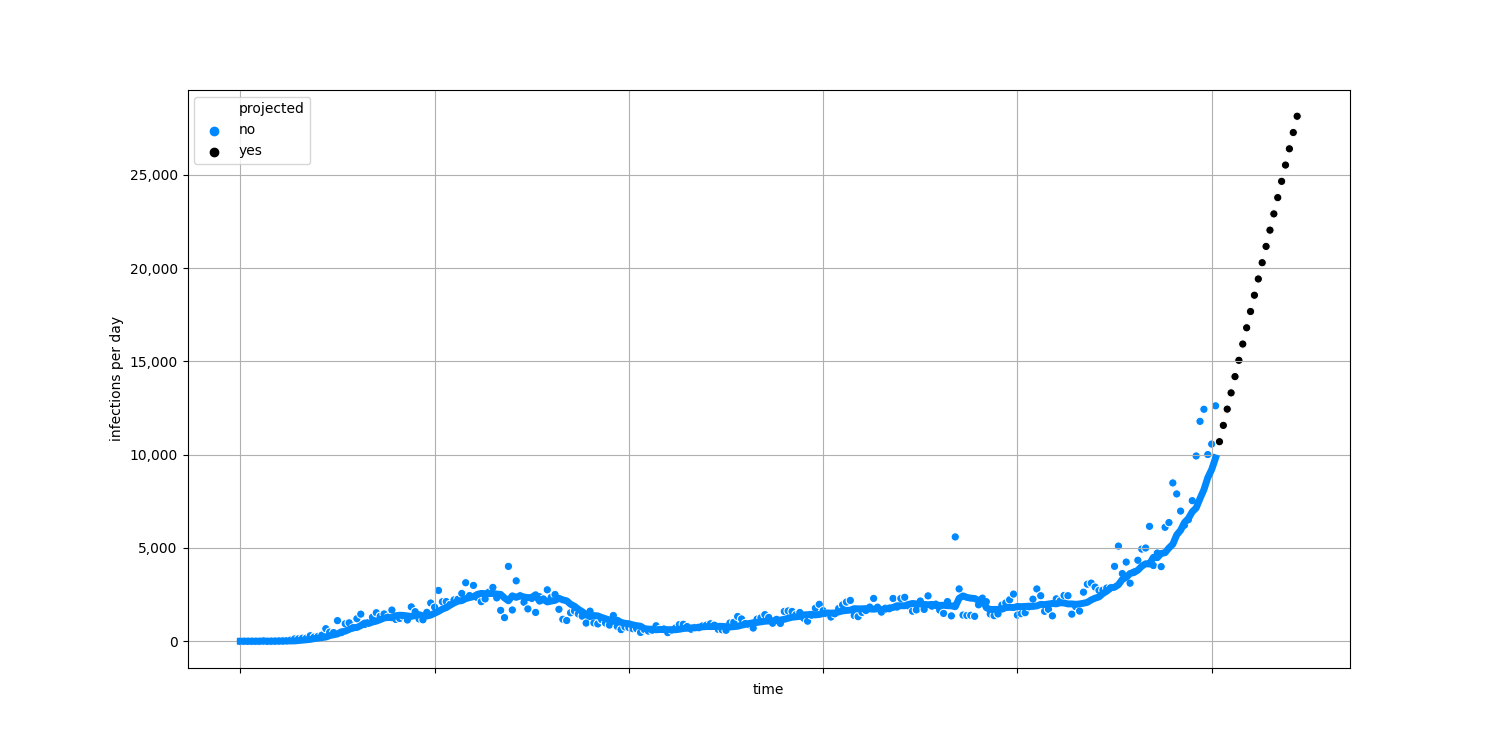 projected
no
yes
25,000
20,000
15,000
10,000
5,000
0
infections per day
time